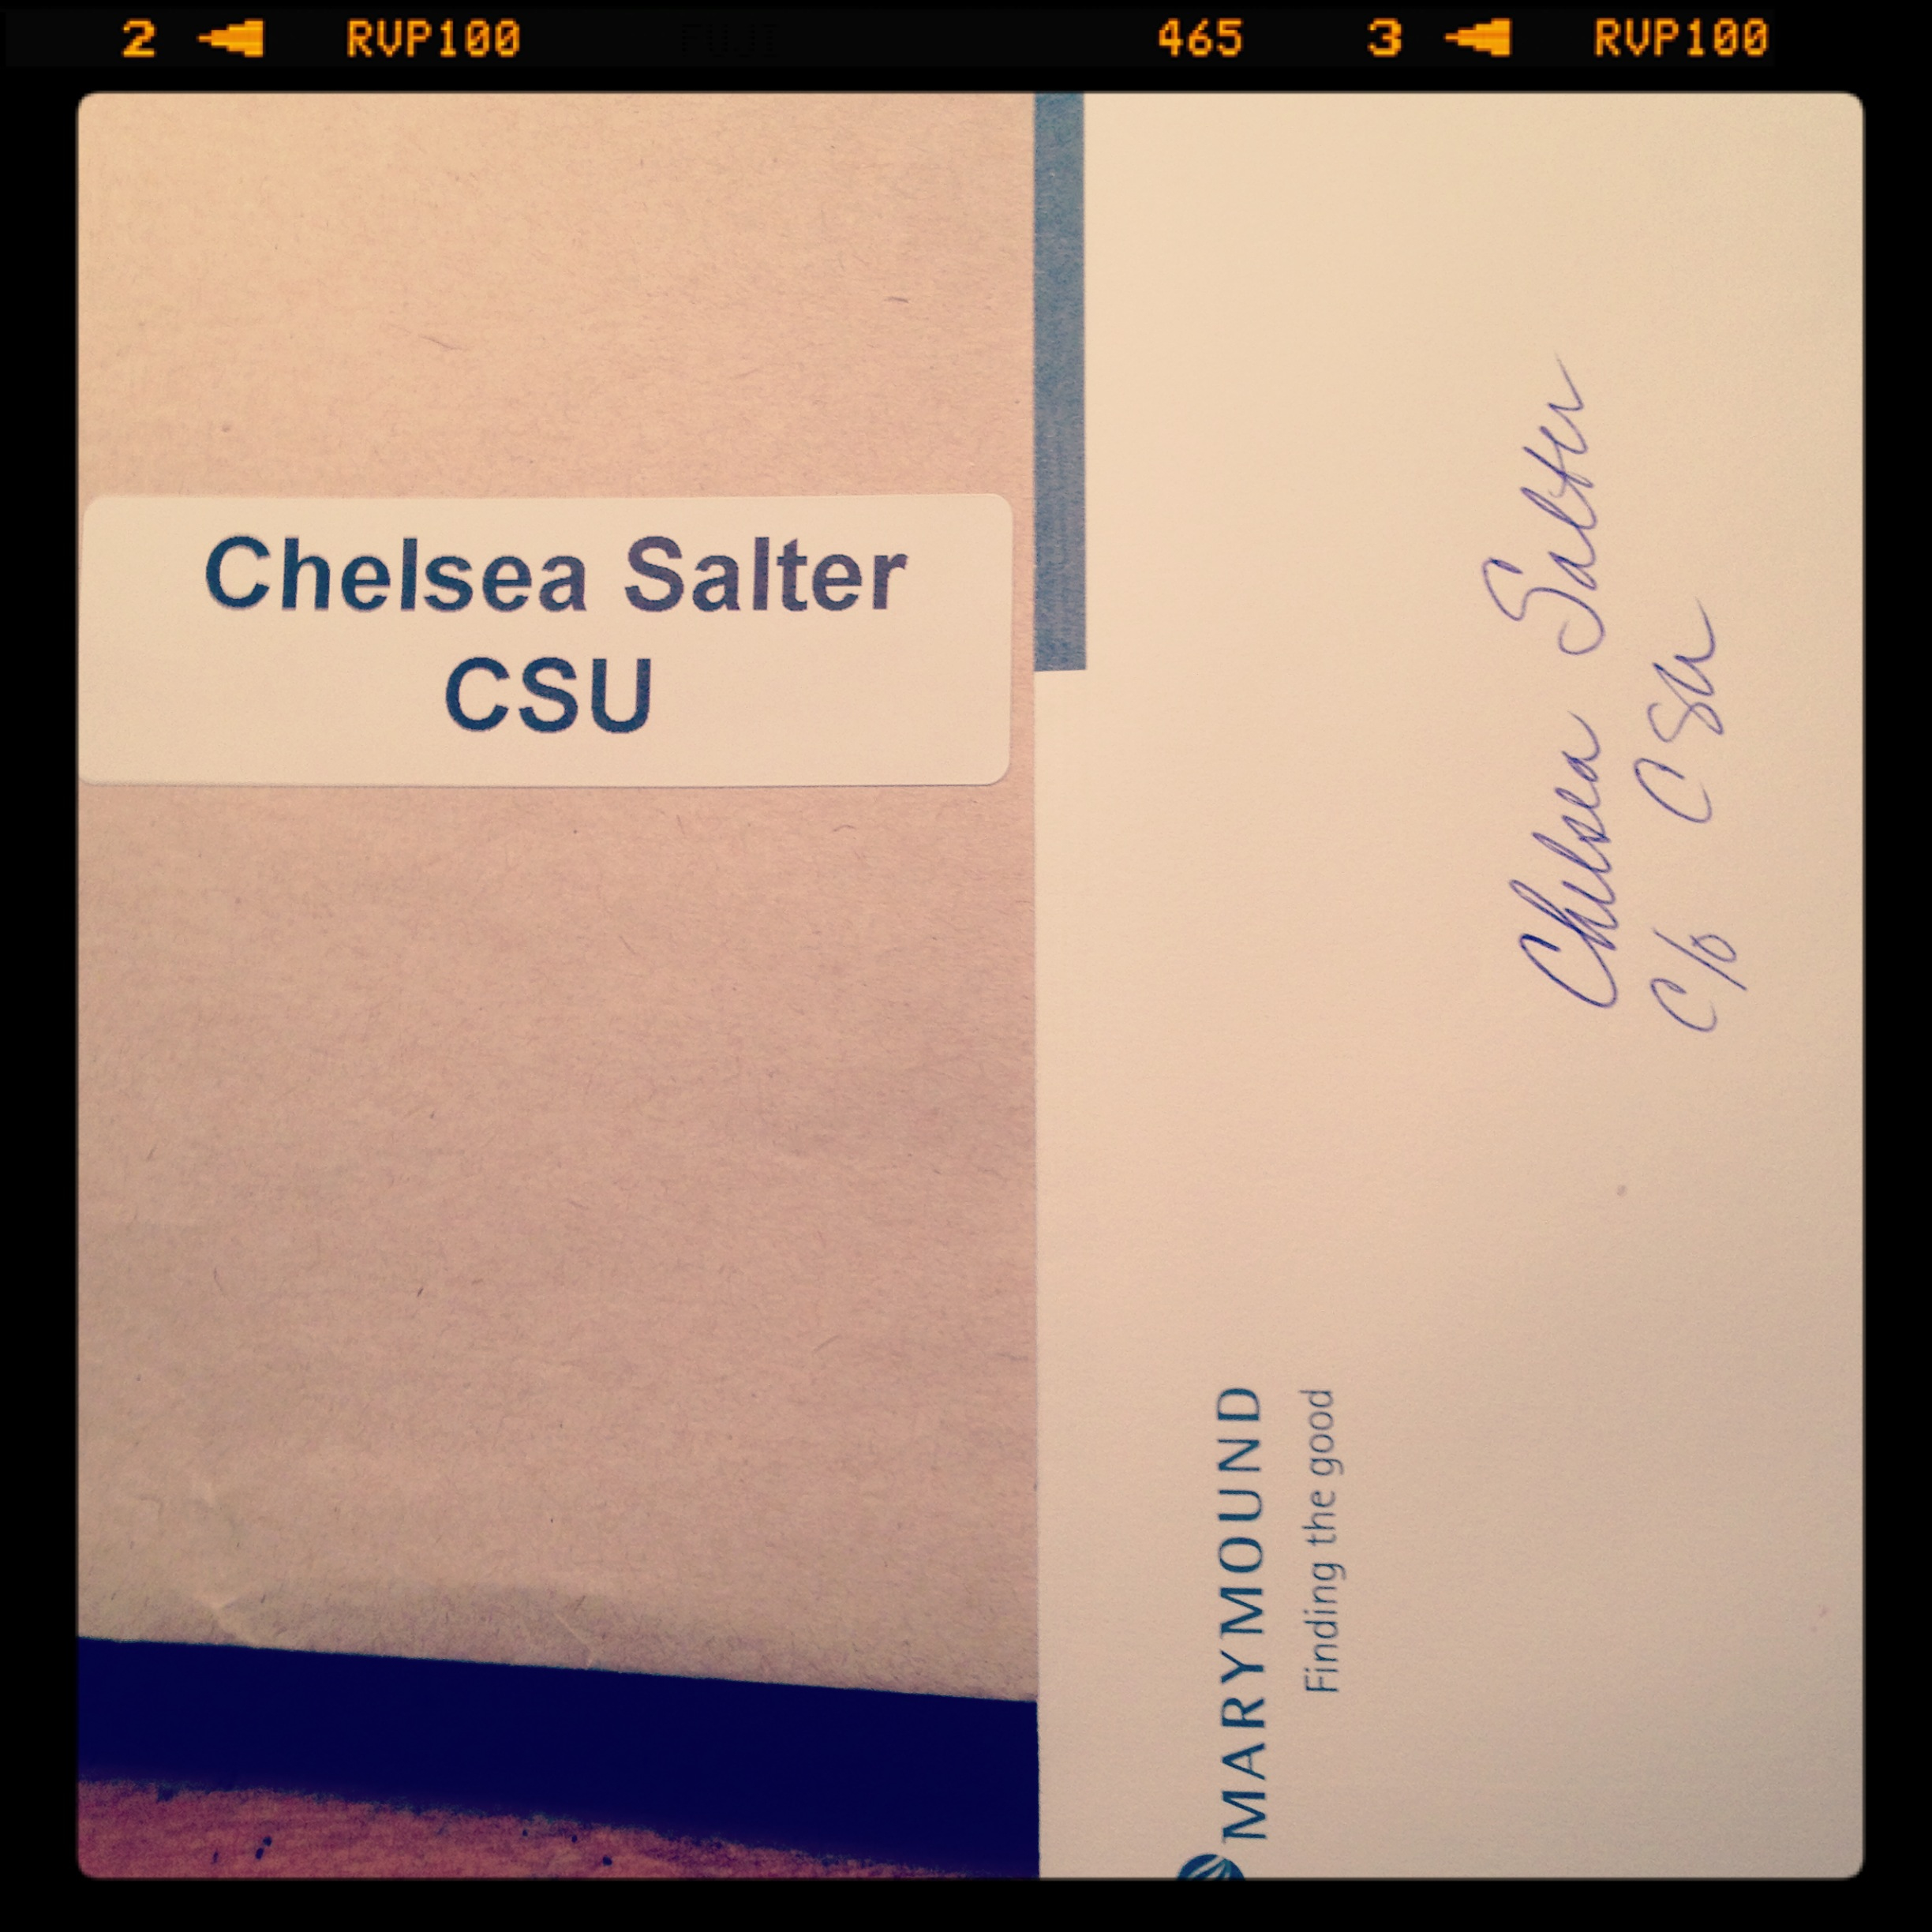 2 RVP100 465 3 RVP100
Chelsea Salter
CSU
Chelsea Salter
C/o CSU
MARYMOUND
Finding the good